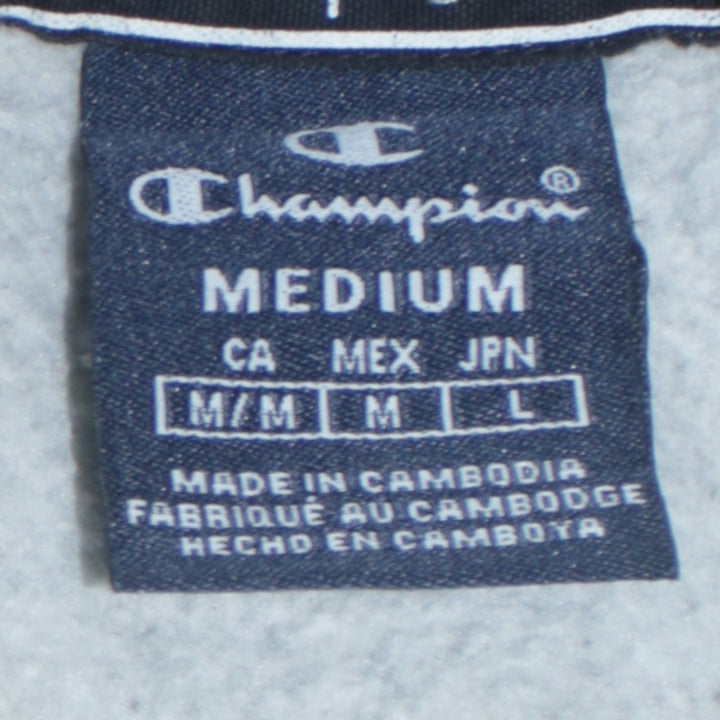 Champion®
MEDIUM
CA MEX JPN
M/M M L
MADE IN CAMBODIA
FABRIQUÉ AU CAMBODGE
HECHO EN CAMBOYA